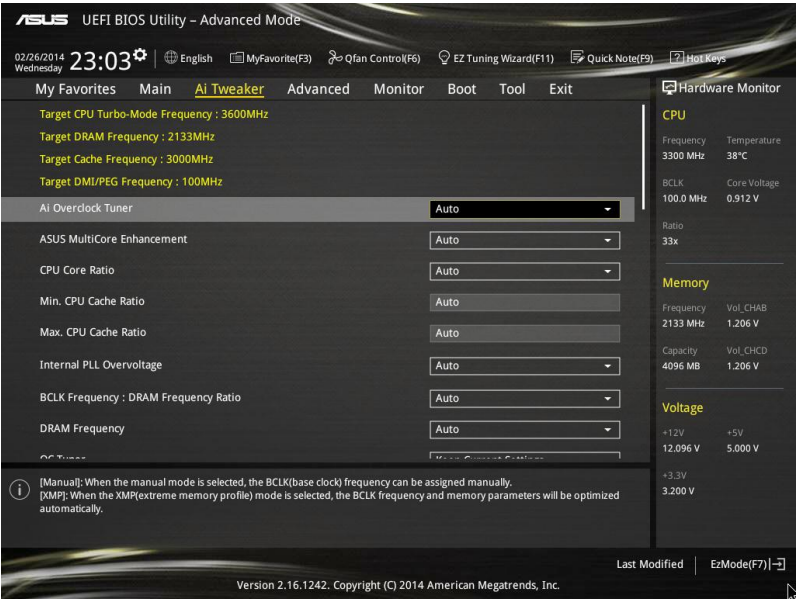 ASUS UEFI BIOS Utility – Advanced Mode
02/26/2014
Wednesday
23:03
English
MyFavorite(F3)
Qfan Control(F6)
EZ Tuning Wizard(F11)
Quick Note(F9)
? Hot Keys
My Favorites
Main
Ai Tweaker
Advanced
Monitor
Boot
Tool
Exit
Target CPU Turbo-Mode Frequency : 3600MHz
Target DRAM Frequency : 2133MHz
Target Cache Frequency : 3000MHz
Target DMI/PEG Frequency : 100MHz
Ai Overclock Tuner Auto
ASUS MultiCore Enhancement Auto
CPU Core Ratio Auto
Min. CPU Cache Ratio Auto
Max. CPU Cache Ratio Auto
Internal PLL Overvoltage Auto
BCLK Frequency : DRAM Frequency Ratio Auto
DRAM Frequency Auto
OC Tuner Keep Current Settings
[Manual]: When the manual mode is selected, the BCLK(base clock) frequency can be assigned manually.
[XMP]: When the XMP(extreme memory profile) mode is selected, the BCLK frequency and memory parameters will be optimized
automatically.
Hardware Monitor
CPU
Frequency Temperature
3300 MHz 38°C
BCLK Core Voltage
100.0 MHz 0.912 V
Ratio
33x
Memory
Frequency Vol_CHAB
2133 MHz 1.206 V
Capacity Vol_CHCD
4096 MB 1.206 V
Voltage
+12V +5V
12.096 V 5.000 V
+3.3V
3.200 V
Last Modified
EzMode(F7)
Version 2.16.1242. Copyright (C) 2014 American Megatrends, Inc.